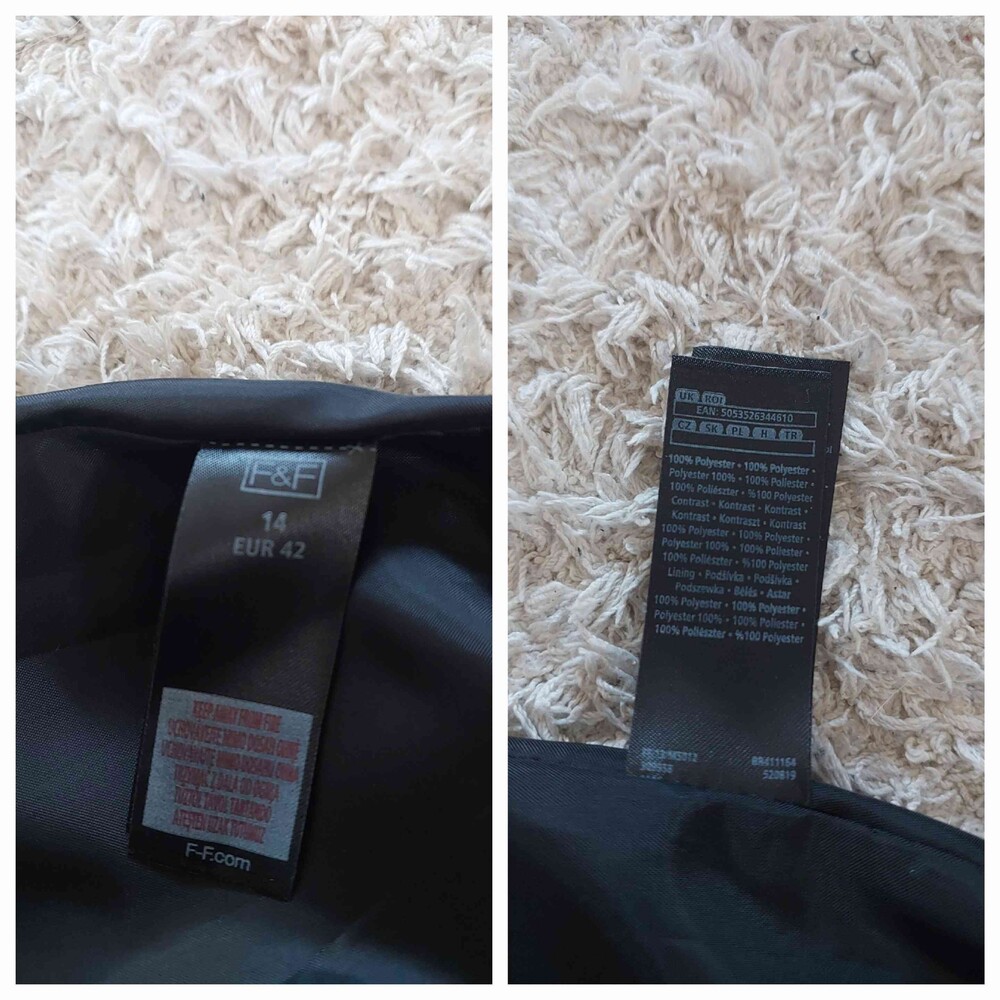 F&F
14
EUR 42
KEEP AWAY FROM FIRE
F-F.com
UK ROI
EAN: 5053526344610
CZ SK PL H TR
100% Polyester • 100% Polyester •
Polyester 100% • 100% Poliester •
100% Poliészter • %100 Polyester
Contrast • Kontrast • Kontrast •
Kontrast • Kontraszt • Kontrast
100% Polyester • 100% Polyester •
Polyester 100% • 100% Poliester •
100% Poliészter • %100 Polyester
Lining • Podšívka • Podšívka •
Podszewka • Bélés • Astar
100% Polyester • 100% Polyester •
Polyester 100% • 100% Poliester •
100% Poliészter • %100 Polyester
BR411164
520819